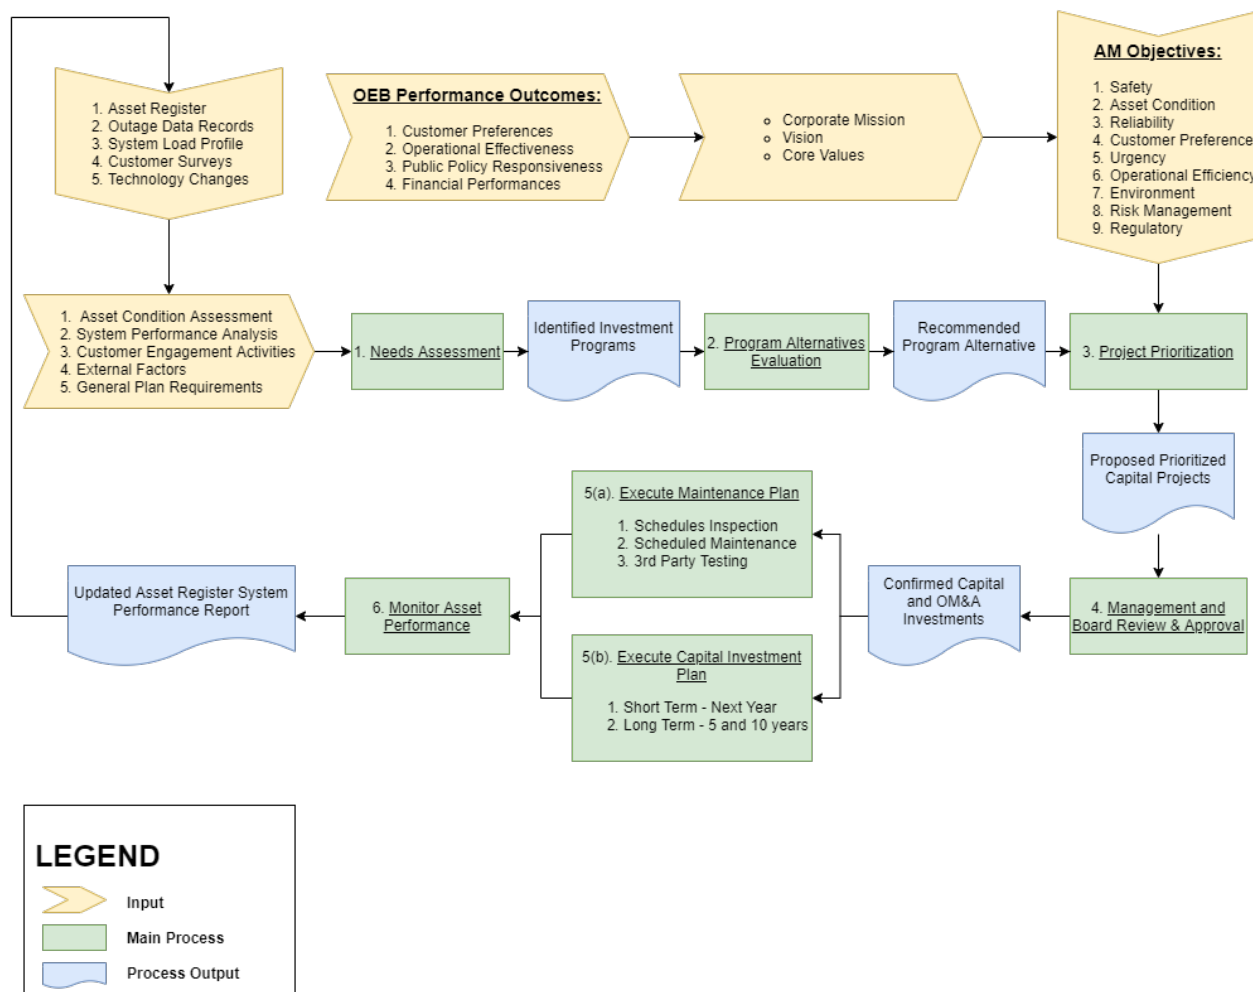 1. Asset Register
2. Outage Data Records
3. System Load Profile
4. Customer Surveys
5. Technology Changes
OEB Performance Outcomes:
1. Customer Preferences
2. Operational Effectiveness
3. Public Policy Responsiveness
4. Financial Performances
Corporate Mission
Vision
Core Values
AM Objectives:
1. Safety
2. Asset Condition
3. Reliability
4. Customer Preference
5. Urgency
6. Operational Efficiency
7. Environment
8. Risk Management
9. Regulatory
1. Asset Condition Assessment
2. System Performance Analysis
3. Customer Engagement Activities
4. External Factors
5. General Plan Requirements
1. Needs Assessment
Identified Investment
Programs
2. Program Alternatives
Evaluation
Recommended
Program Alternative
3. Project Prioritization
Proposed Prioritized
Capital Projects
4. Management and
Board Review & Approval
Confirmed Capital
and OM&A
Investments
5(a). Execute Maintenance Plan
1. Schedules Inspection
2. Scheduled Maintenance
3. 3rd Party Testing
5(b). Execute Capital Investment
Plan
1. Short Term - Next Year
2. Long Term - 5 and 10 years
6. Monitor Asset
Performance
Updated Asset Register System
Performance Report
LEGEND
Input
Main Process
Process Output